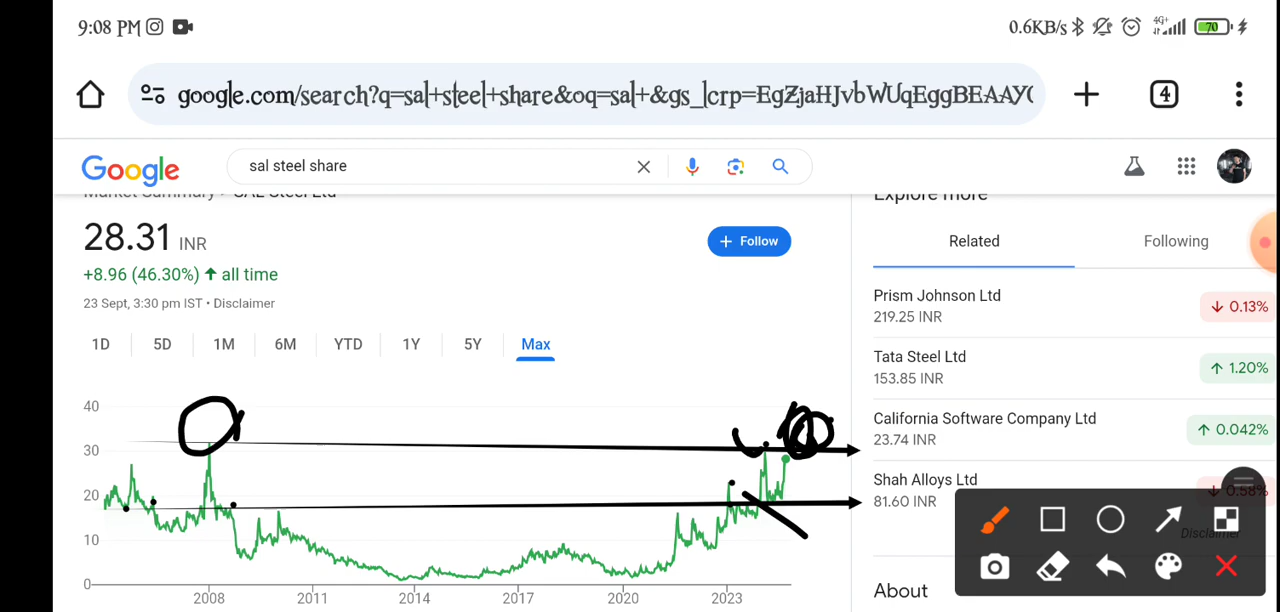 9:08 PM
0.6KB/s 4G+ 70
google.com/search?q=sal+steel+share&oq=sal+&gs_lcrp=EgZjaHJvbWUqEggBEAAYC
4
Google
sal steel share
Market Summary > SAL Steel Ltd
28.31 INR
+ Follow
+8.96 (46.30%) ↑ all time
23 Sept, 3:30 pm IST • Disclaimer
1D 5D 1M 6M YTD 1Y 5Y Max
40
30
20
10
0
2008 2011 2014 2017 2020 2023
Explore more
Related Following
Prism Johnson Ltd
219.25 INR
↓ 0.13%
Tata Steel Ltd
153.85 INR
↑ 1.20%
California Software Company Ltd
23.74 INR
↑ 0.042%
Shah Alloys Ltd
81.60 INR
↓ 0.58%
Disclaimer
About